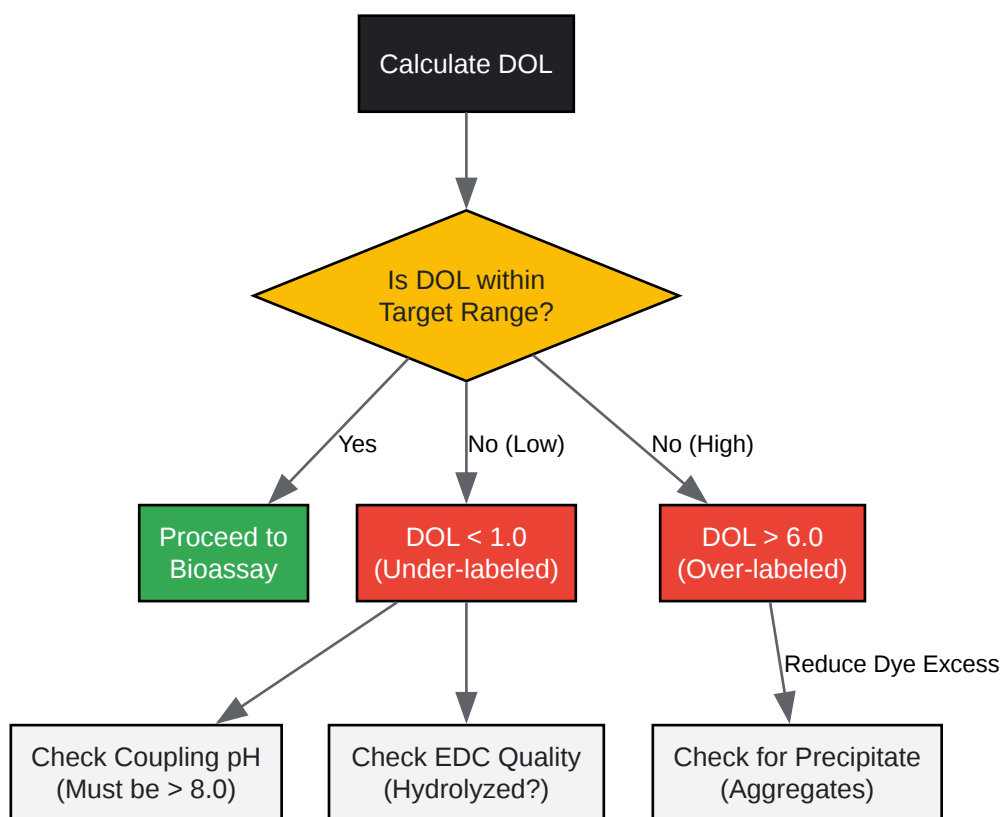 Calculate DOL
Is DOL within
Target Range?
Yes
No (Low)
No (High)
Proceed to
Bioassay
DOL < 1.0
(Under-labeled)
DOL > 6.0
(Over-labeled)
Reduce Dye Excess
Check Coupling pH
(Must be > 8.0)
Check EDC Quality
(Hydrolyzed?)
Check for Precipitate
(Aggregates)